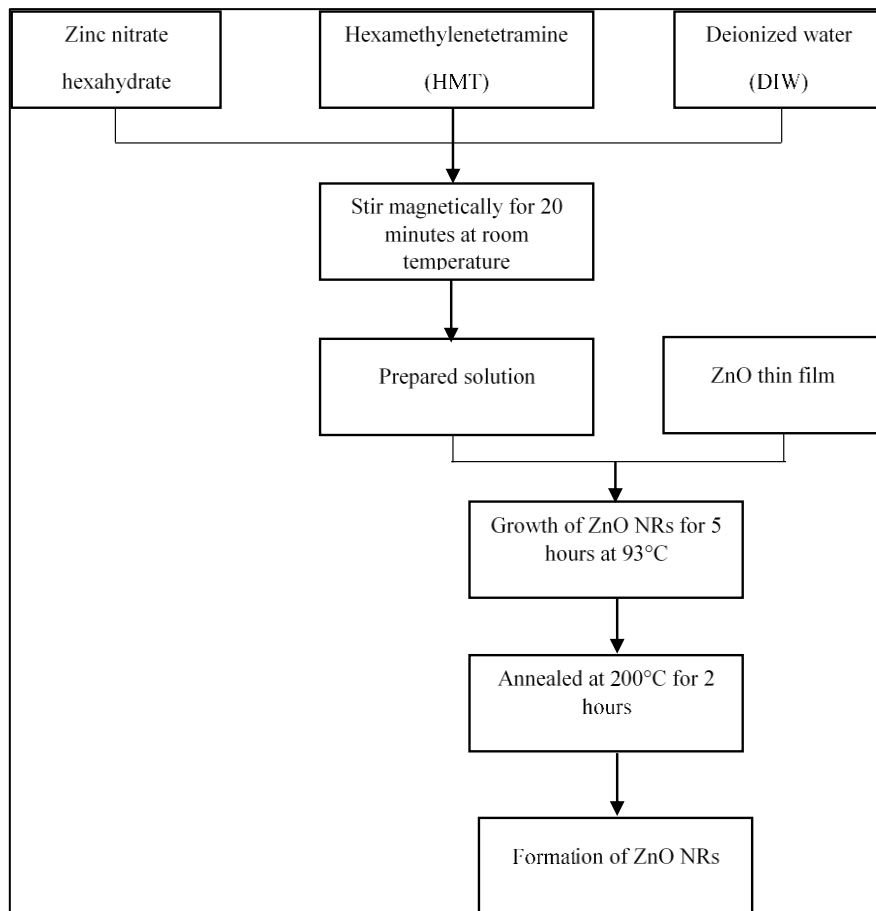 Zinc nitrate
hexahydrate
Hexamethylenetetramine
(HMT)
Deionized water
(DIW)
Stir magnetically for 20
minutes at room
temperature
Prepared solution
ZnO thin film
Growth of ZnO NRs for 5
hours at 93°C
Annealed at 200°C for 2
hours
Formation of ZnO NRs